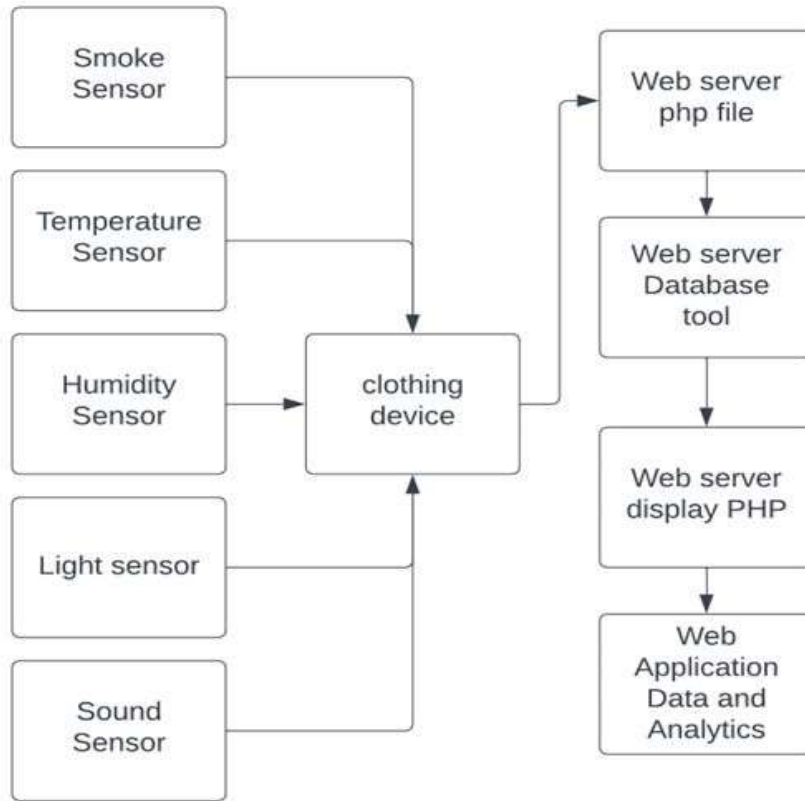 Smoke
Sensor
Temperature
Sensor
Humidity
Sensor
Light sensor
Sound
Sensor
clothing
device
Web server
php file
Web server
Database
tool
Web server
display PHP
Web
Application
Data and
Analytics